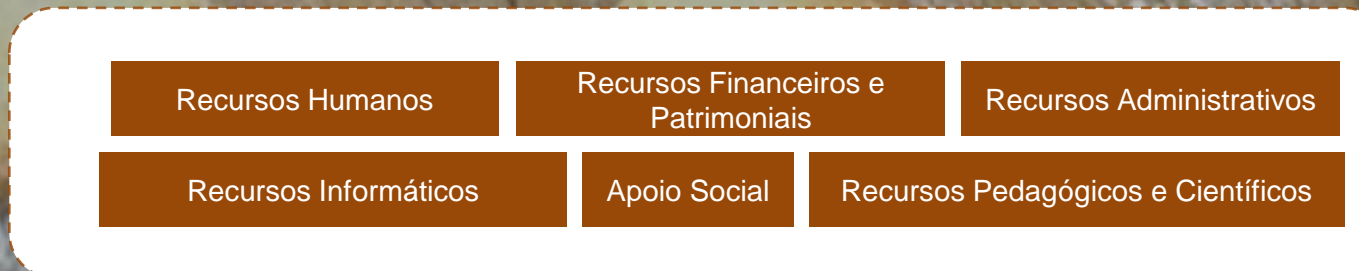 Recursos Humanos
Recursos Financeiros e
Patrimoniais
Recursos Administrativos
Recursos Informáticos
Apoio Social
Recursos Pedagógicos e Científicos